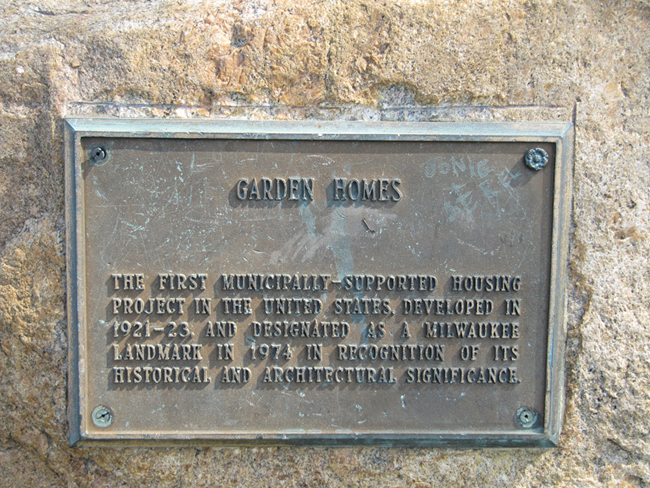 GARDEN HOMES
THE FIRST MUNICIPALLY-SUPPORTED HOUSING
PROJECT IN THE UNITED STATES, DEVELOPED IN
1921-23, AND DESIGNATED AS A MILWAUKEE
LANDMARK IN 1974 IN RECOGNITION OF ITS
HISTORICAL AND ARCHITECTURAL SIGNIFICANCE.